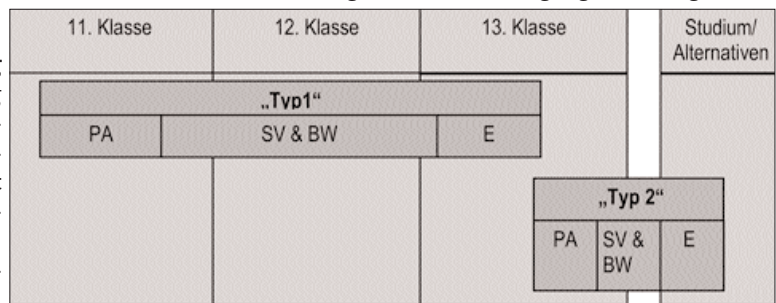 11. Klasse 12. Klasse 13. Klasse Studium/
Alternativen
„Typ1“
PA SV & BW E
„Typ 2“
PA SV & E
BW